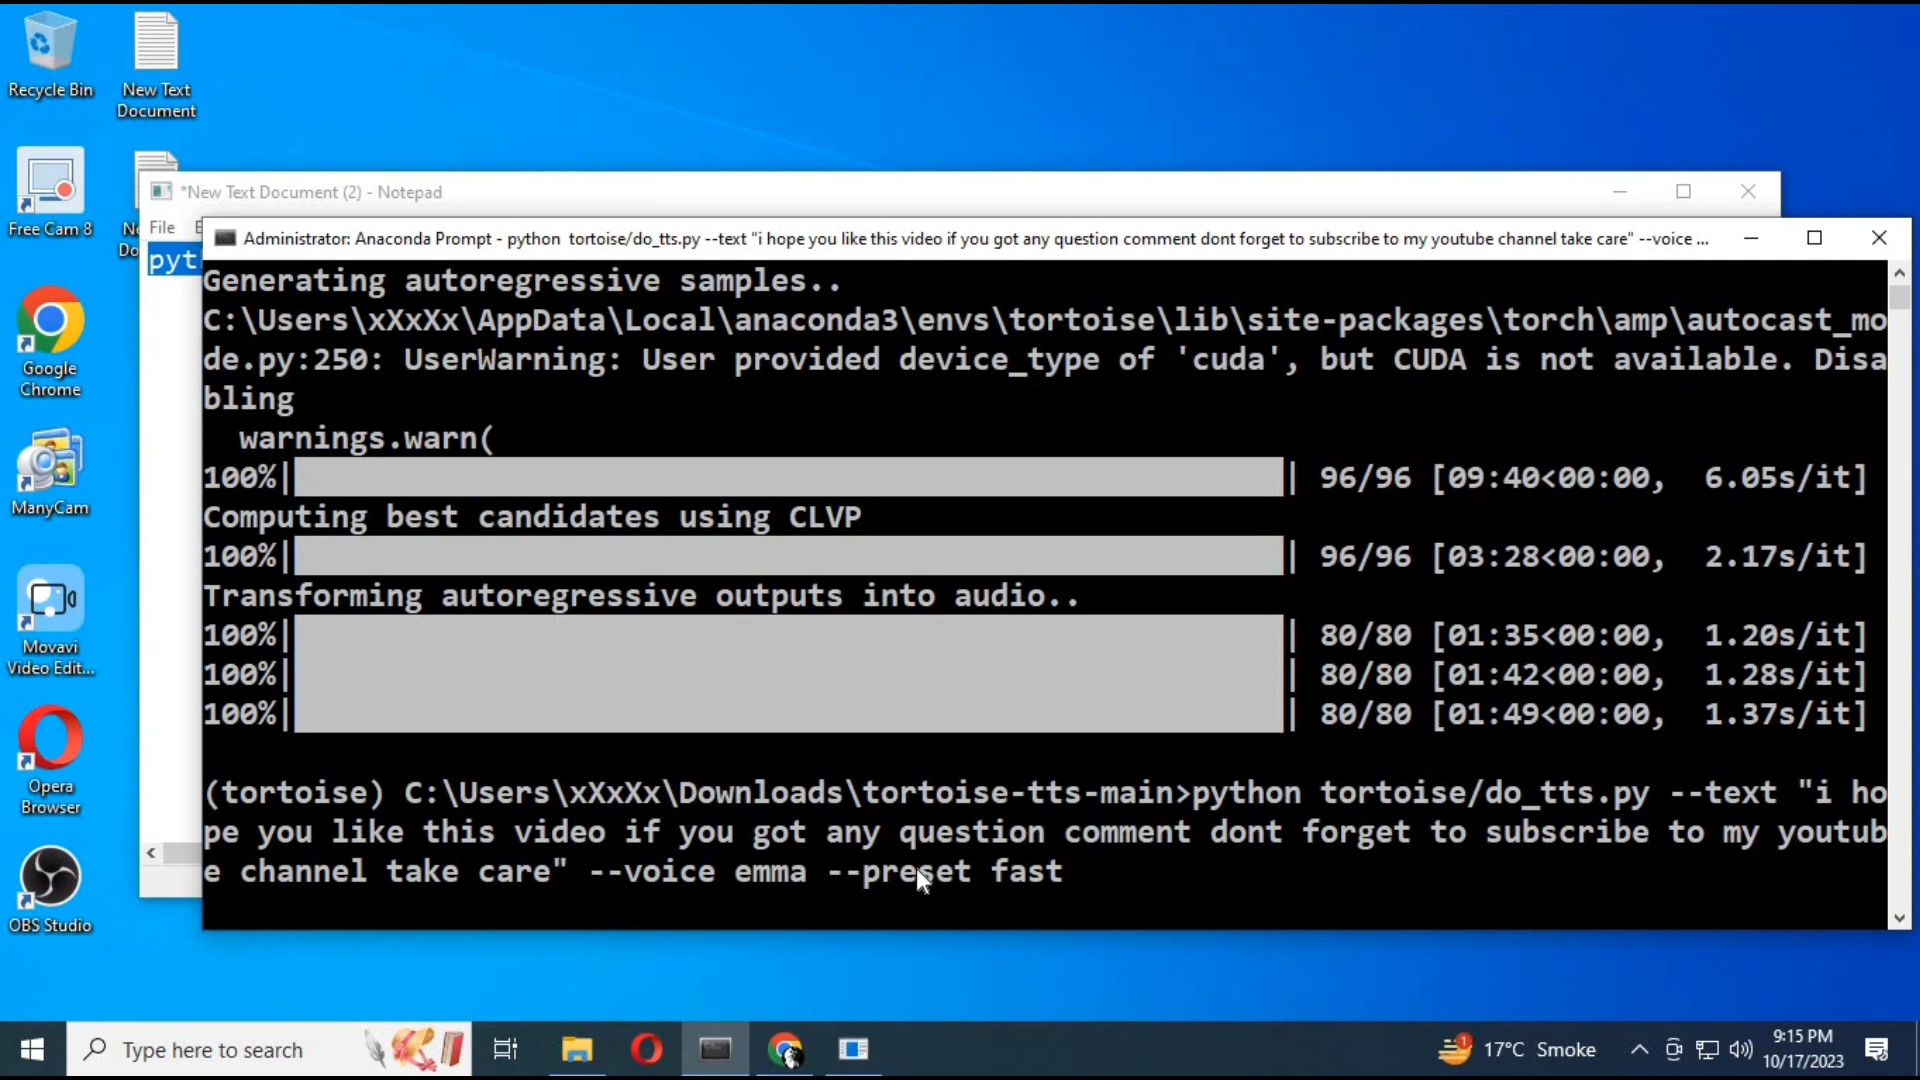 Recycle Bin
New Text
Document
Free Cam 8
Google
Chrome
ManyCam
Movavi
Video Edit...
Opera
Browser
OBS Studio
*New Text Document (2) - Notepad
File
pyt
Administrator: Anaconda Prompt - python  tortoise/do_tts.py --text "i hope you like this video if you got any question comment dont forget to subscribe to my youtube channel take care" --voice ...
Generating autoregressive samples..
C:\Users\xXxXx\AppData\Local\anaconda3\envs\tortoise\lib\site-packages\torch\amp\autocast_mo
de.py:250: UserWarning: User provided device_type of 'cuda', but CUDA is not available. Disa
bling
  warnings.warn(
100%| | 96/96 [09:40<00:00,  6.05s/it]
Computing best candidates using CLVP
100%| | 96/96 [03:28<00:00,  2.17s/it]
Transforming autoregressive outputs into audio..
100%| | 80/80 [01:35<00:00,  1.20s/it]
100%| | 80/80 [01:42<00:00,  1.28s/it]
100%| | 80/80 [01:49<00:00,  1.37s/it]
(tortoise) C:\Users\xXxXx\Downloads\tortoise-tts-main>python tortoise/do_tts.py --text "i ho
pe you like this video if you got any question comment dont forget to subscribe to my youtub
e channel take care" --voice emma --preset fast
Type here to search
1
17°C Smoke
9:15 PM
10/17/2023